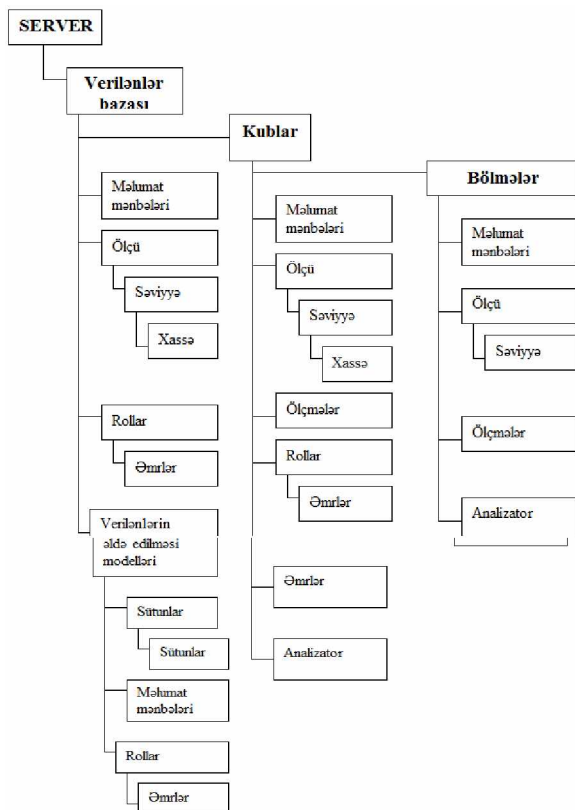 SERVER
Verilənlər
bazası
Kublar
Bölmələr
Məlumat
mənbələri
Ölçü
Səviyyə
Xassə
Rollar
Əmrlər
Verilənlərin
əldə edilməsi
modelləri
Sütunlar
Sütunlar
Məlumat
mənbələri
Rollar
Əmrlər
Məlumat
mənbələri
Ölçü
Səviyyə
Xassə
Ölçmələr
Rollar
Əmrlər
Əmrlər
Analizator
Məlumat
mənbələri
Ölçü
Səviyyə
Ölçmələr
Analizator